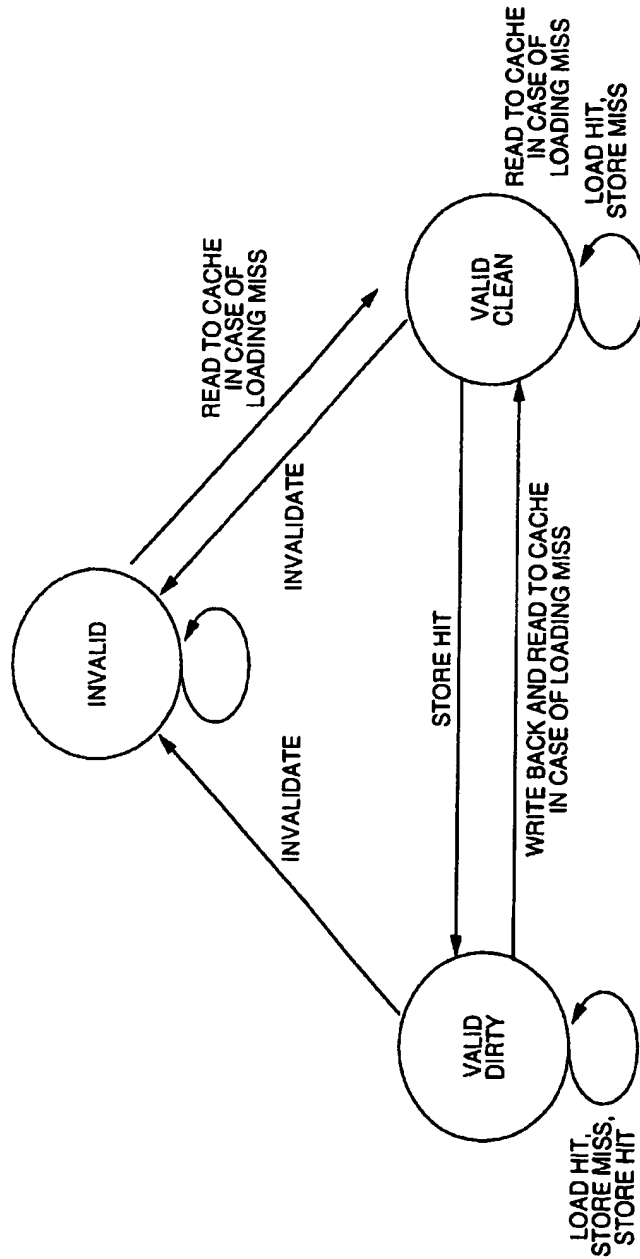 INVALID
READ TO CACHE
IN CASE OF
LOADING MISS
INVALIDATE
INVALIDATE
STORE HIT
WRITE BACK AND READ TO CACHE
IN CASE OF LOADING MISS
VALID
DIRTY
VALID
CLEAN
LOAD HIT,
STORE MISS,
STORE HIT
READ TO CACHE
IN CASE OF
LOADING MISS
LOAD HIT,
STORE MISS